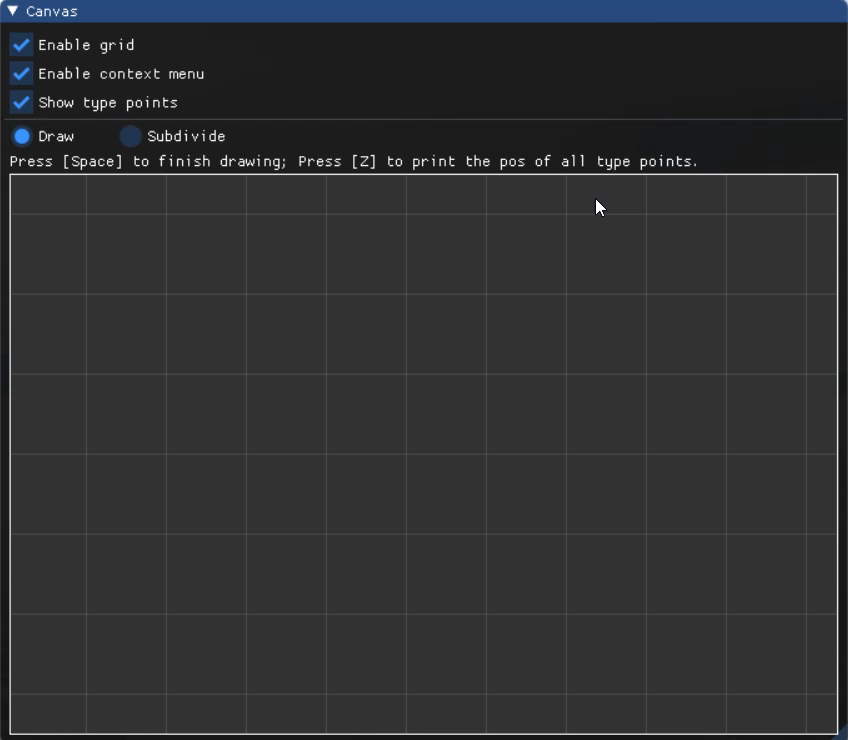 Canvas
Enable grid
Enable context menu
Show type points
Draw Subdivide
Press [Space] to finish drawing; Press [Z] to print the pos of all type points.